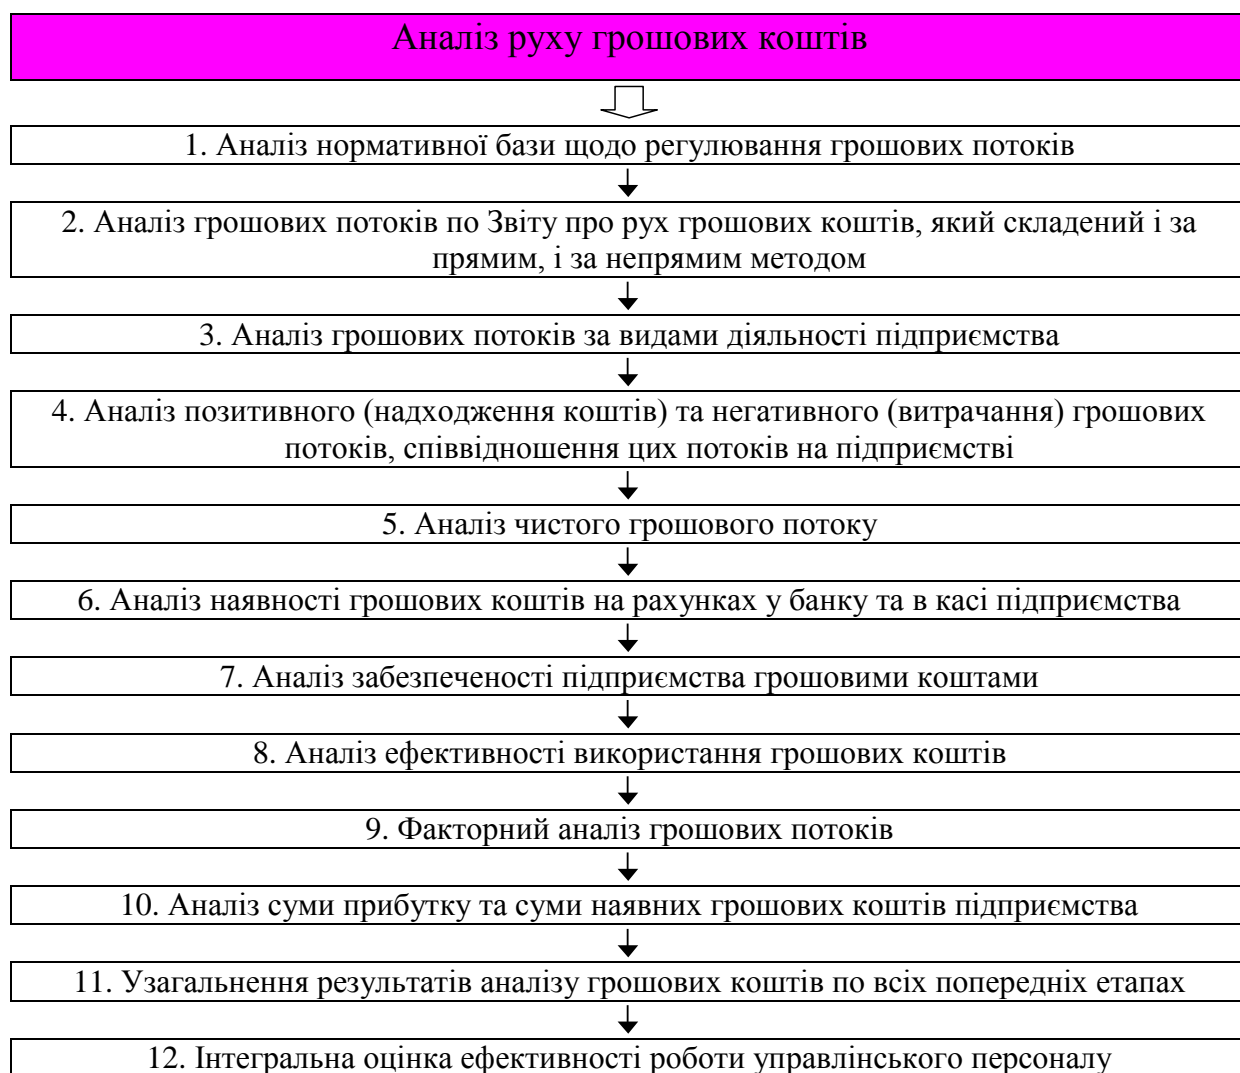 Аналіз руху грошових коштів
1. Аналіз нормативної бази щодо регулювання грошових потоків
2. Аналіз грошових потоків по Звіту про рух грошових коштів, який складений і за
прямим, і за непрямим методом
3. Аналіз грошових потоків за видами діяльності підприємства
4. Аналіз позитивного (надходження коштів) та негативного (витрачання) грошових
потоків, співвідношення цих потоків на підприємстві
5. Аналіз чистого грошового потоку
6. Аналіз наявності грошових коштів на рахунках у банку та в касі підприємства
7. Аналіз забезпеченості підприємства грошовими коштами
8. Аналіз ефективності використання грошових коштів
9. Факторний аналіз грошових потоків
10. Аналіз суми прибутку та суми наявних грошових коштів підприємства
11. Узагальнення результатів аналізу грошових коштів по всіх попередніх етапах
12. Інтегральна оцінка ефективності роботи управлінського персоналу